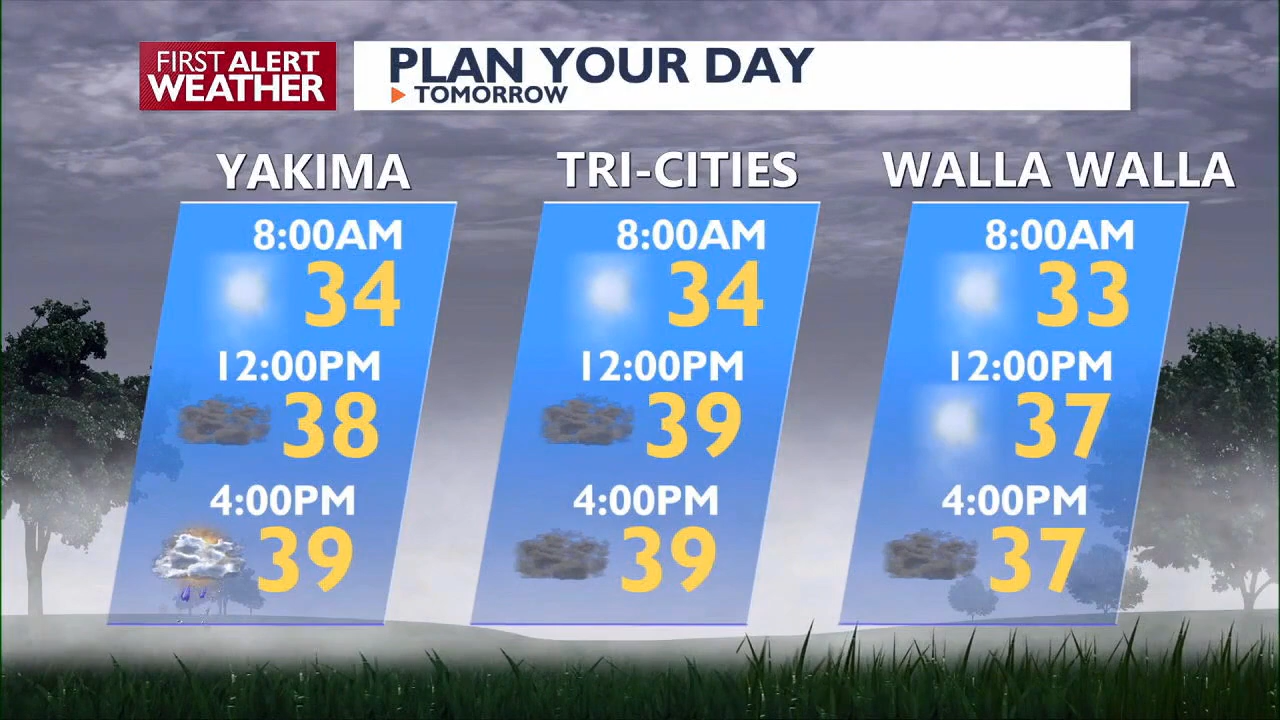 FIRST ALERT
WEATHER
PLAN YOUR DAY
TOMORROW
YAKIMA
8:00AM
34
12:00PM
38
4:00PM
39
TRI-CITIES
8:00AM
34
12:00PM
39
4:00PM
39
WALLA WALLA
8:00AM
33
12:00PM
37
4:00PM
37